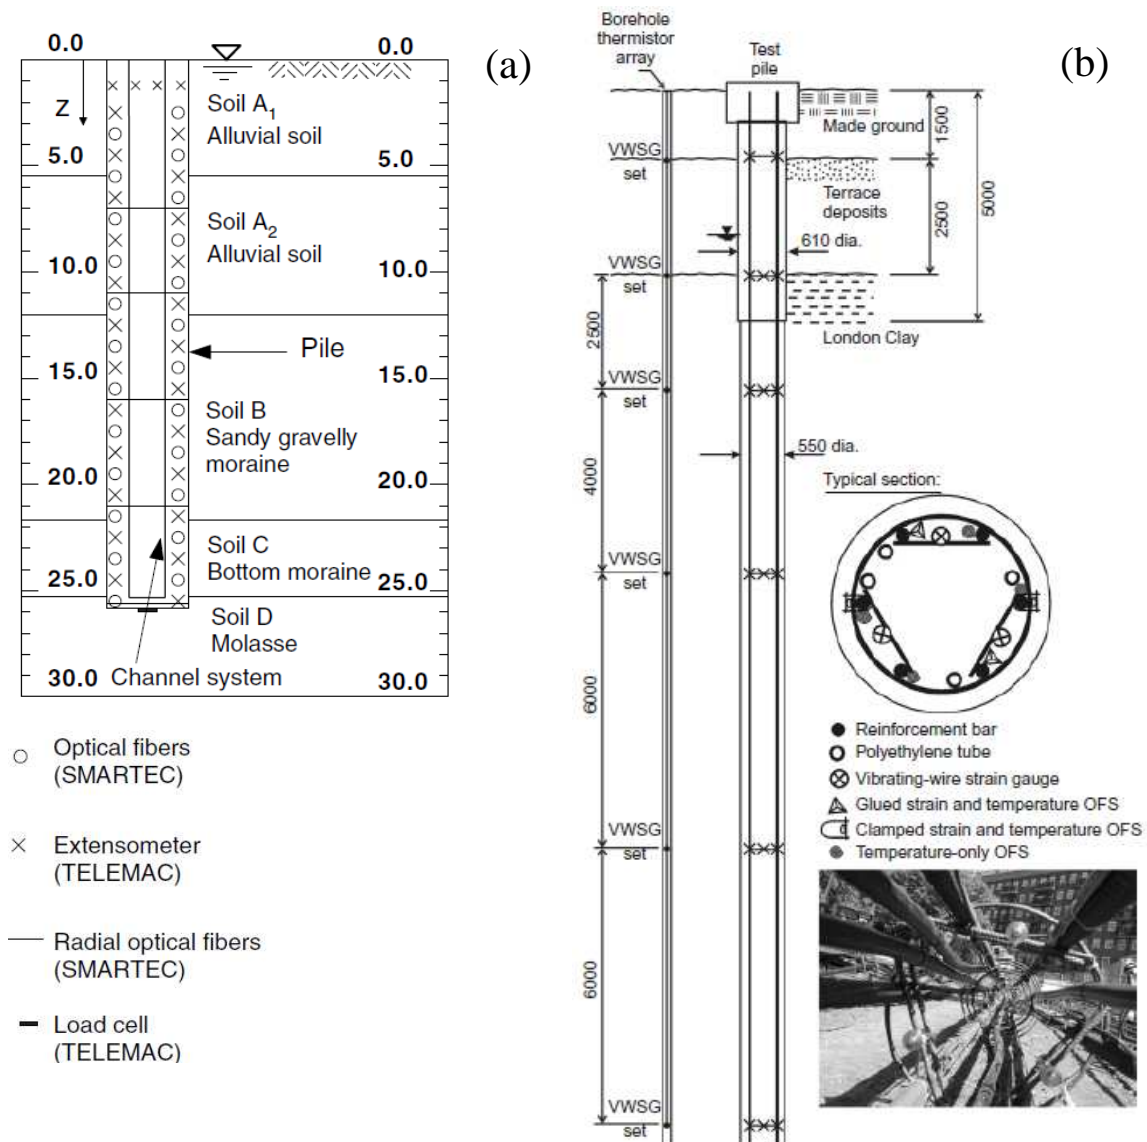 (a)
0.0
0.0
Z
Soil A1
Alluvial soil
5.0
5.0
Soil A2
Alluvial soil
10.0
10.0
Pile
15.0
15.0
Soil B
Sandy gravelly
moraine
20.0
20.0
Soil C
Bottom moraine
25.0
25.0
Soil D
Molasse
30.0
Channel system
30.0
Optical fibers
(SMARTEC)
Extensometer
(TELEMAC)
Radial optical fibers
(SMARTEC)
Load cell
(TELEMAC)
(b)
Borehole
thermistor
array
Test
pile
Made ground
1500
VWSG
set
Terrace
deposits
2500
5000
610 dia.
VWSG
set
London Clay
2500
VWSG
set
550 dia.
4000
Typical section:
VWSG
set
6000
Reinforcement bar
Polyethylene tube
Vibrating-wire strain gauge
Glued strain and temperature OFS
Clamped strain and temperature OFS
Temperature-only OFS
VWSG
set
6000
VWSG
set